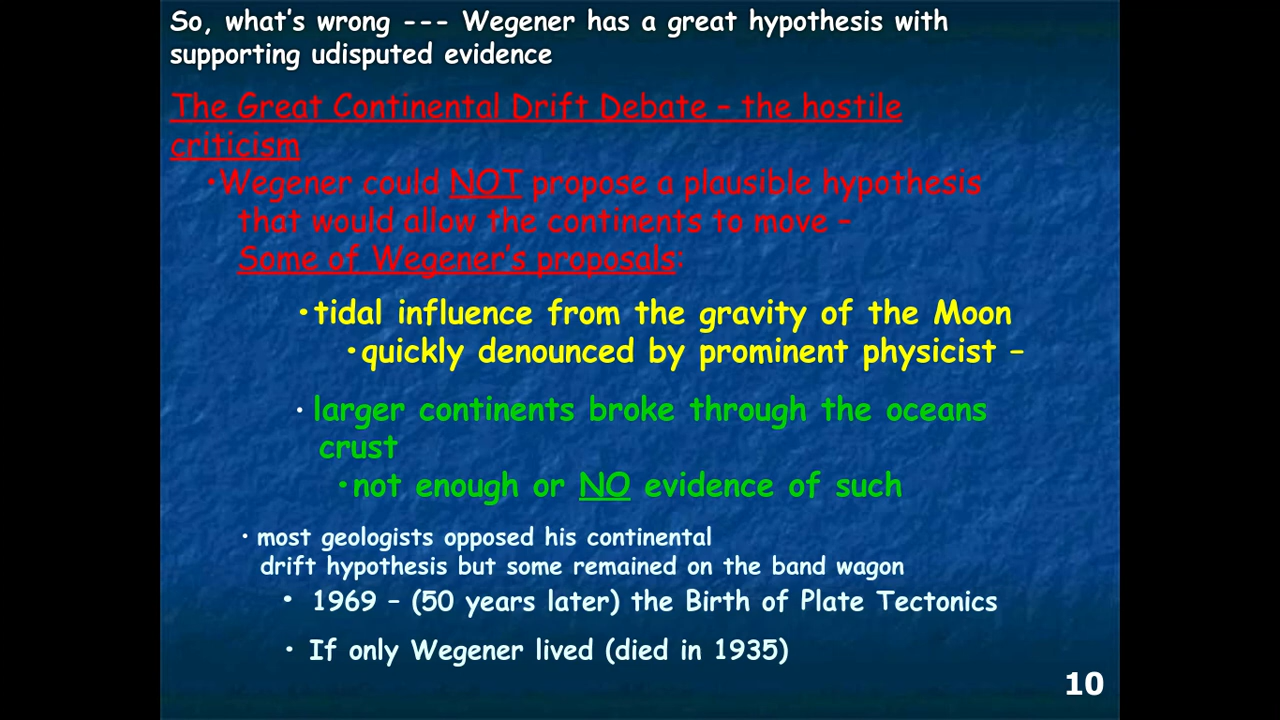 So, what's wrong --- Wegener has a great hypothesis with
supporting udisputed evidence
The Great Continental Drift Debate – the hostile
criticism
•Wegener could NOT propose a plausible hypothesis
that would allow the continents to move –
Some of Wegener's proposals:
•tidal influence from the gravity of the Moon
•quickly denounced by prominent physicist –
• larger continents broke through the oceans
crust
•not enough or NO evidence of such
• most geologists opposed his continental
drift hypothesis but some remained on the band wagon
• 1969 – (50 years later) the Birth of Plate Tectonics
• If only Wegener lived (died in 1935)
10